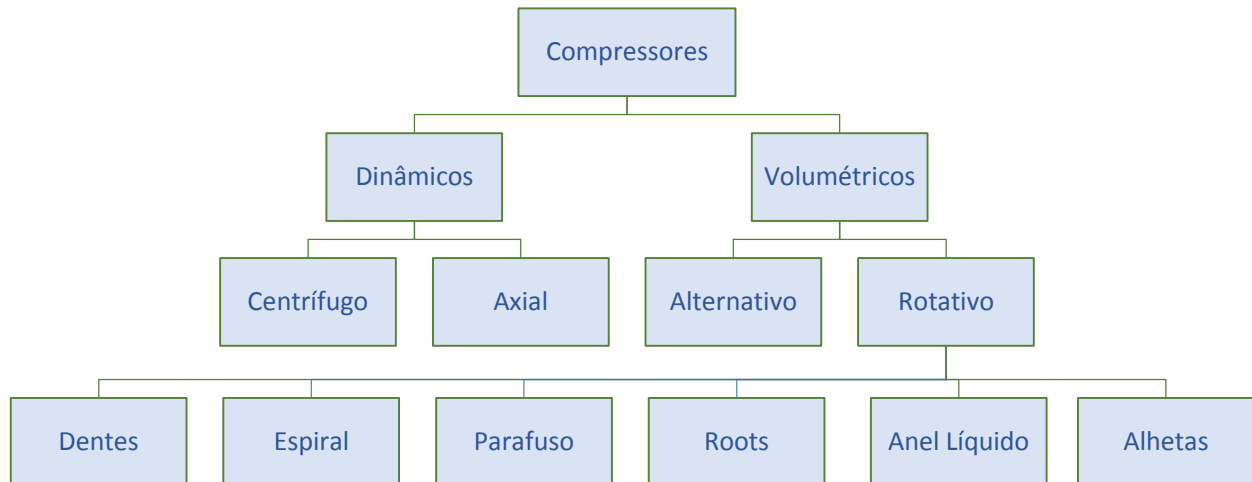 Compressores
Dinâmicos
Volumétricos
Centrífugo
Axial
Alternativo
Rotativo
Dentes
Espiral
Parafuso
Roots
Anel Líquido
Alhetas